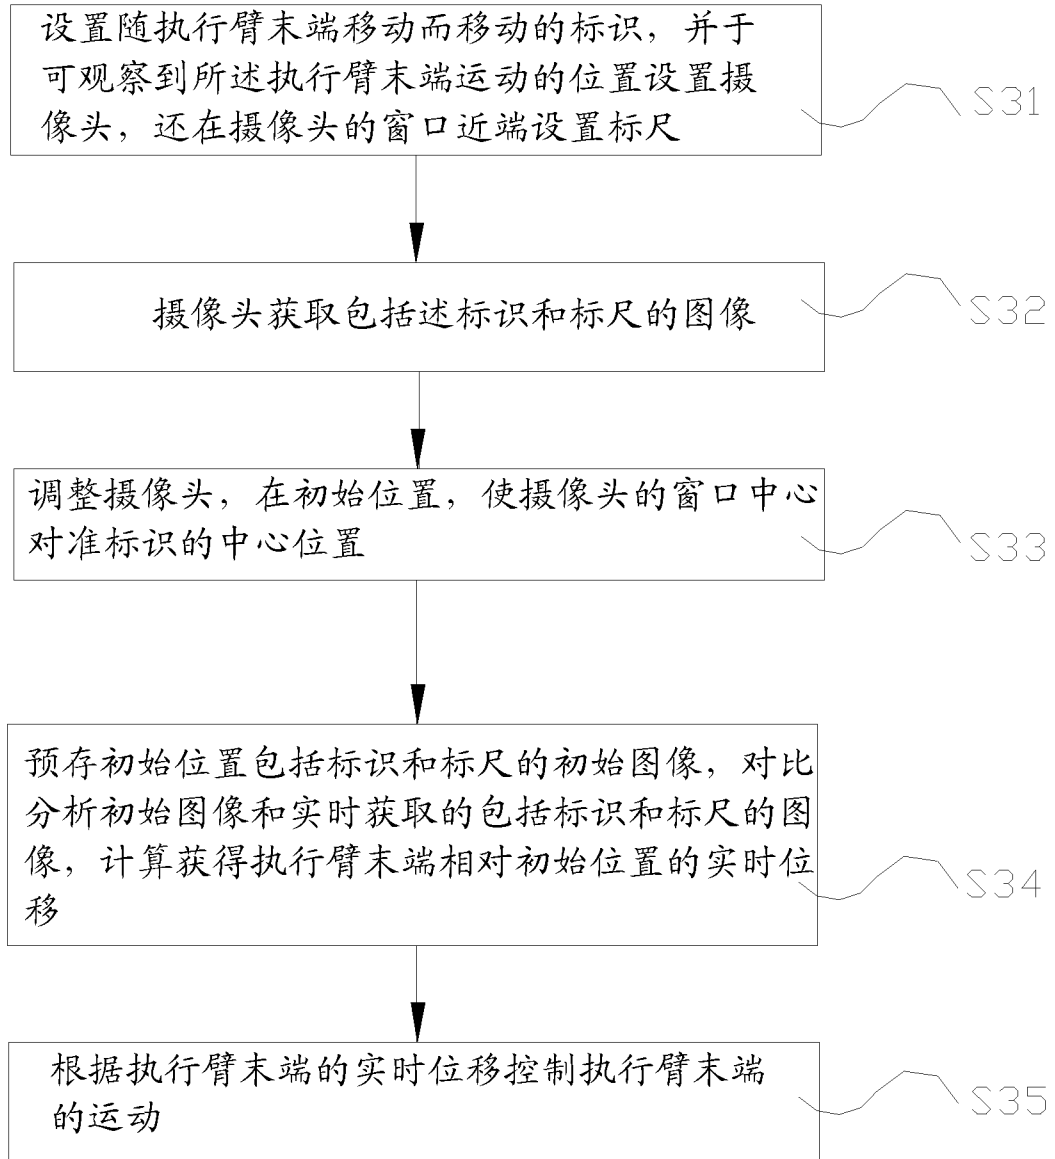 设置随执行臂末端移动而移动的标识，并于
可观察到所述执行臂末端运动的位置设置摄
像头，还在摄像头的窗口近端设置标尺
S31
摄像头获取包括述标识和标尺的图像
S32
调整摄像头，在初始位置，使摄像头的窗口中心
对准标识的中心位置
S33
预存初始位置包括标识和标尺的初始图像，对比
分析初始图像和实时获取的包括标识和标尺的图
像，计算获得执行臂末端相对初始位置的实时位
移
S34
根据执行臂末端的实时位移控制执行臂末端
的运动
S35